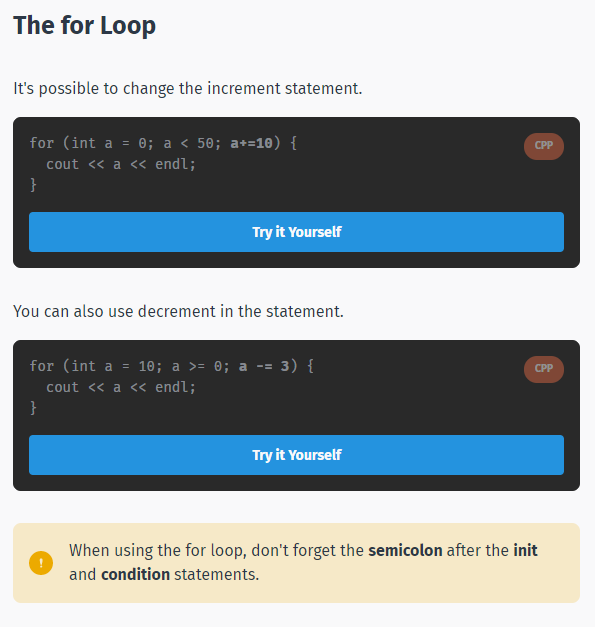 The for Loop
It's possible to change the increment statement.
for (int a = 0; a < 50; a+=10) {
CPP
cout << a << endl;
}
Try it Yourself
You can also use decrement in the statement.
for (int a = 10; a >= 0; a -= 3) {
CPP
cout << a << endl;
}
Try it Yourself
!
When using the for loop, don't forget the semicolon after the init
and condition statements.